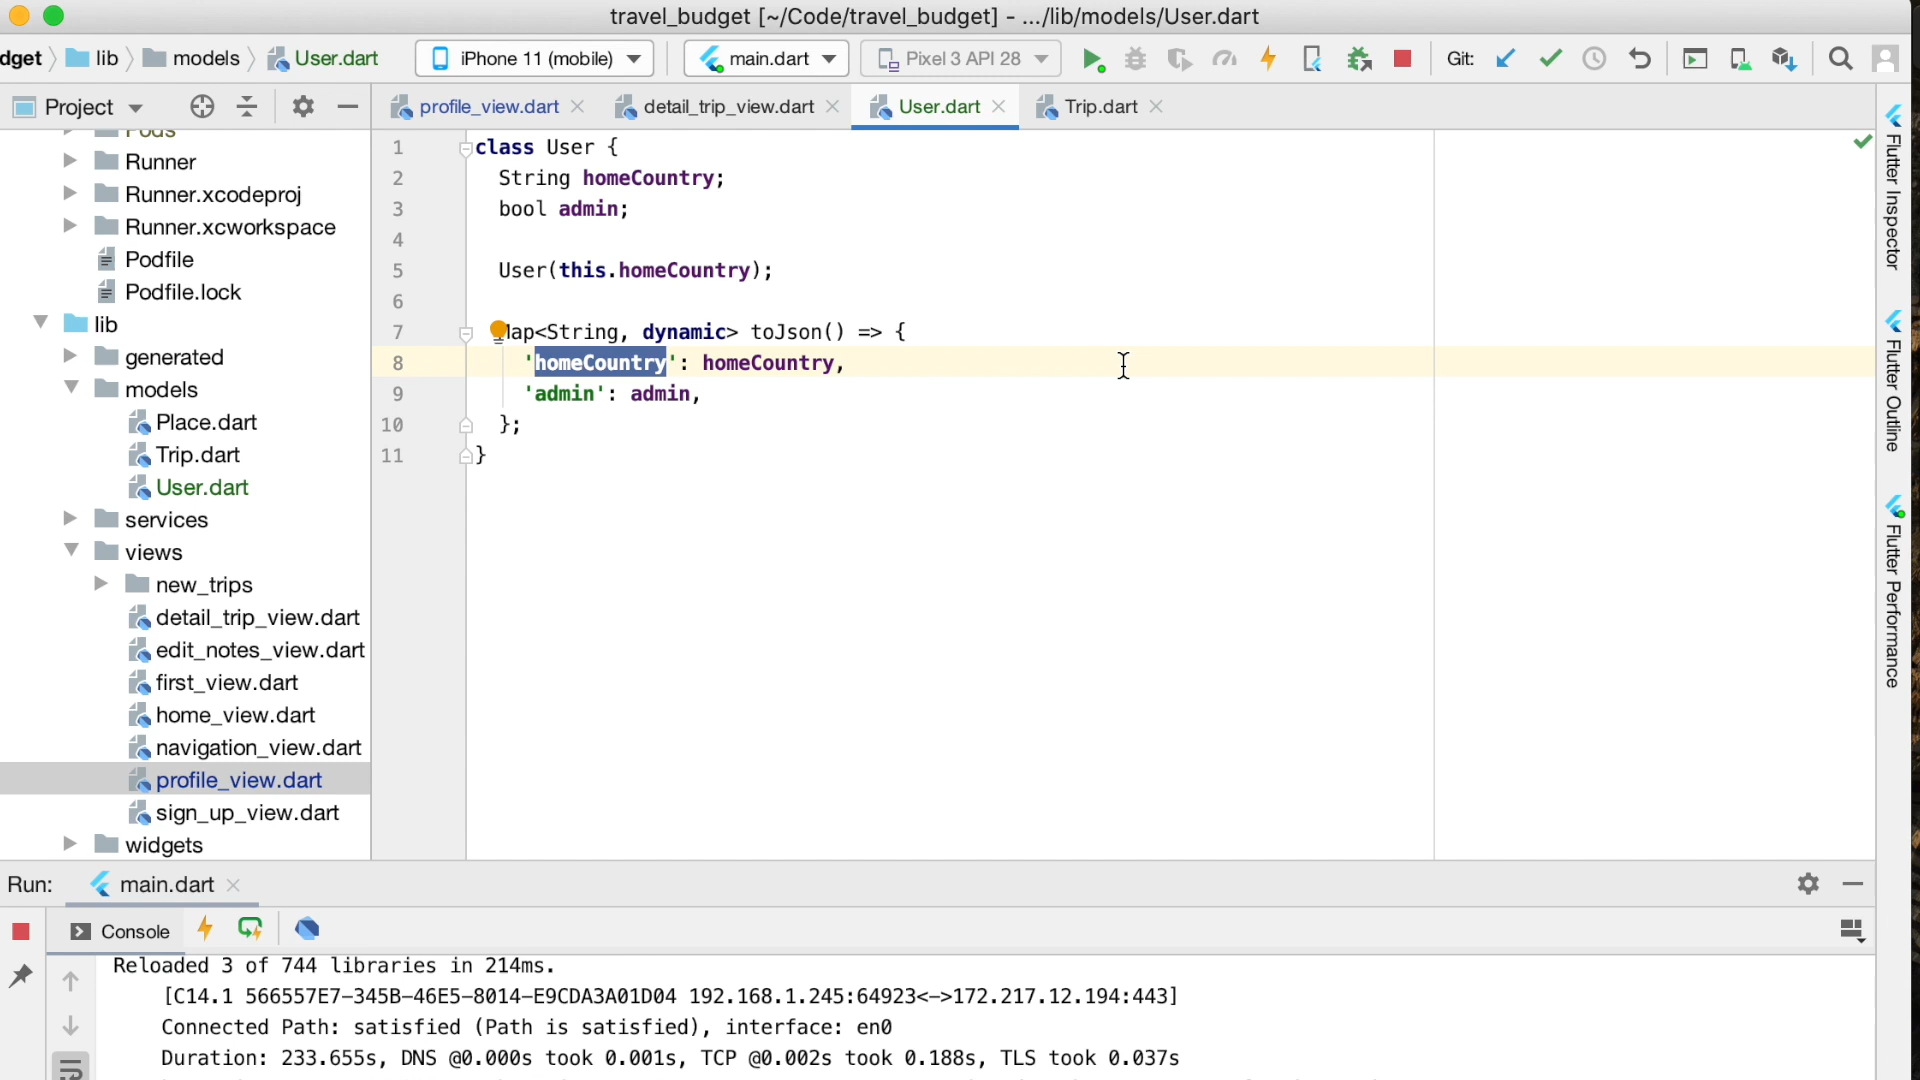 travel_budget [~/Code/travel_budget] - .../lib/models/User.dart
dget lib models User.dart iPhone 11 (mobile) main.dart Pixel 3 API 28 Git:
Project profile_view.dart detail_trip_view.dart User.dart Trip.dart
Pods
Runner
Runner.xcodeproj
Runner.xcworkspace
Podfile
Podfile.lock
lib
generated
models
Place.dart
Trip.dart
User.dart
services
views
new_trips
detail_trip_view.dart
edit_notes_view.dart
first_view.dart
home_view.dart
navigation_view.dart
profile_view.dart
sign_up_view.dart
widgets
1 class User {
2 String homeCountry;
3 bool admin;
4
5 User(this.homeCountry);
6
7 Map<String, dynamic> toJson() => {
8 'homeCountry': homeCountry,
9 'admin': admin,
10 };
11 }
Flutter Inspector
Flutter Outline
Flutter Performance
Run: main.dart
Console
Reloaded 3 of 744 libraries in 214ms.
[C14.1 566557E7-345B-46E5-8014-E9CDA3A01D04 192.168.1.245:64923<->172.217.12.194:443]
Connected Path: satisfied (Path is satisfied), interface: en0
Duration: 233.655s, DNS @0.000s took 0.001s, TCP @0.002s took 0.188s, TLS took 0.037s